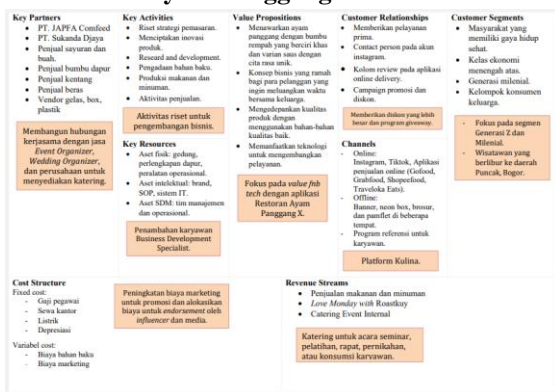 Key Partners
• PT. JAPFA Comfeed
• PT. Sukanda Djaya
• Penjual sayuran dan
buah.
• Penjual bumbu dapur
• Penjual kentang
• Penjual beras
• Vendor gelas, box,
plastik
Membangun hubungan
kerjasama dengan jasa
Event Organizer,
Wedding Organizer,
dan perusahaan untuk
menyediakan katering.
Key Activities
• Riset strategi pemasaran.
• Menciptakan inovasi
produk.
• Researd and development.
• Pengadaan bahan baku.
• Produksi makanan dan
minuman.
• Aktivitas penjualan.
Aktivitas riset untuk
pengembangan bisnis.
Key Resources
• Aset fisik: gedung,
perlengkapan dapur,
peralatan operasional.
• Aset intelektual: brand,
SOP, sistem IT.
• Aset SDM: tim manajemen
dan operasional.
Penambahan karyawan
Business Development
Specialist.
Value Propositions
• Menawarkan ayam
panggang dengan bumbu
rempah yang berciri khas
dan varian saus dengan
cita rasa unik.
• Konsep bisnis yang ramah
bagi para pelanggan yang
ingin meluangkan waktu
bersama keluarga.
• Mengedepankan kualitas
produk dengan
menggunakan bahan-bahan
kualitas baik.
• Memanfaatkan teknologi
untuk mengembangkan
pelayanan.
Fokus pada value fnb
tech dengan aplikasi
Restoran Ayam
Panggang X.
Customer Relationships
• Memberikan pelayanan
prima.
• Contact person pada akun
instagram.
• Kolom review pada aplikasi
online delivery.
• Campaign promosi dan
diskon.
Memberikan diskon yang lebih
besar dan program giveaway.
Channels
• Online:
Instagram, Tiktok, Aplikasi
penjualan online (Gofood,
Grabfood, Shopeefood,
Traveloka Eats).
• Offline:
Banner, neon box, brosur,
dan pamflet di beberapa
tempat.
• Program referensi untuk
karyawan.
Platform Kulina.
Customer Segments
• Masyarakat yang
memiliki gaya hidup
sehat.
• Kelas ekonomi
menengah atas.
• Generasi milenial.
• Kelompok konsumen
keluarga.
- Fokus pada segmen
Generasi Z dan
Milenial.
- Wisatawan yang
berlibur ke daerah
Puncak, Bogor.
Cost Structure
Fixed cost:
- Gaji pegawai
- Sewa kantor
- Listrik
- Depresiasi
Variabel cost:
- Biaya bahan baku
- Biaya marketing
Peningkatan biaya marketing
untuk promosi dan alokasikan
biaya untuk endorsement oleh
influencer dan media.
Revenue Streams
• Penjualan makanan dan minuman
• Love Monday with Roastkuy
• Catering Event Internal
Katering untuk acara seminar,
pelatihan, rapat, pernikahan,
atau konsumsi karyawan.